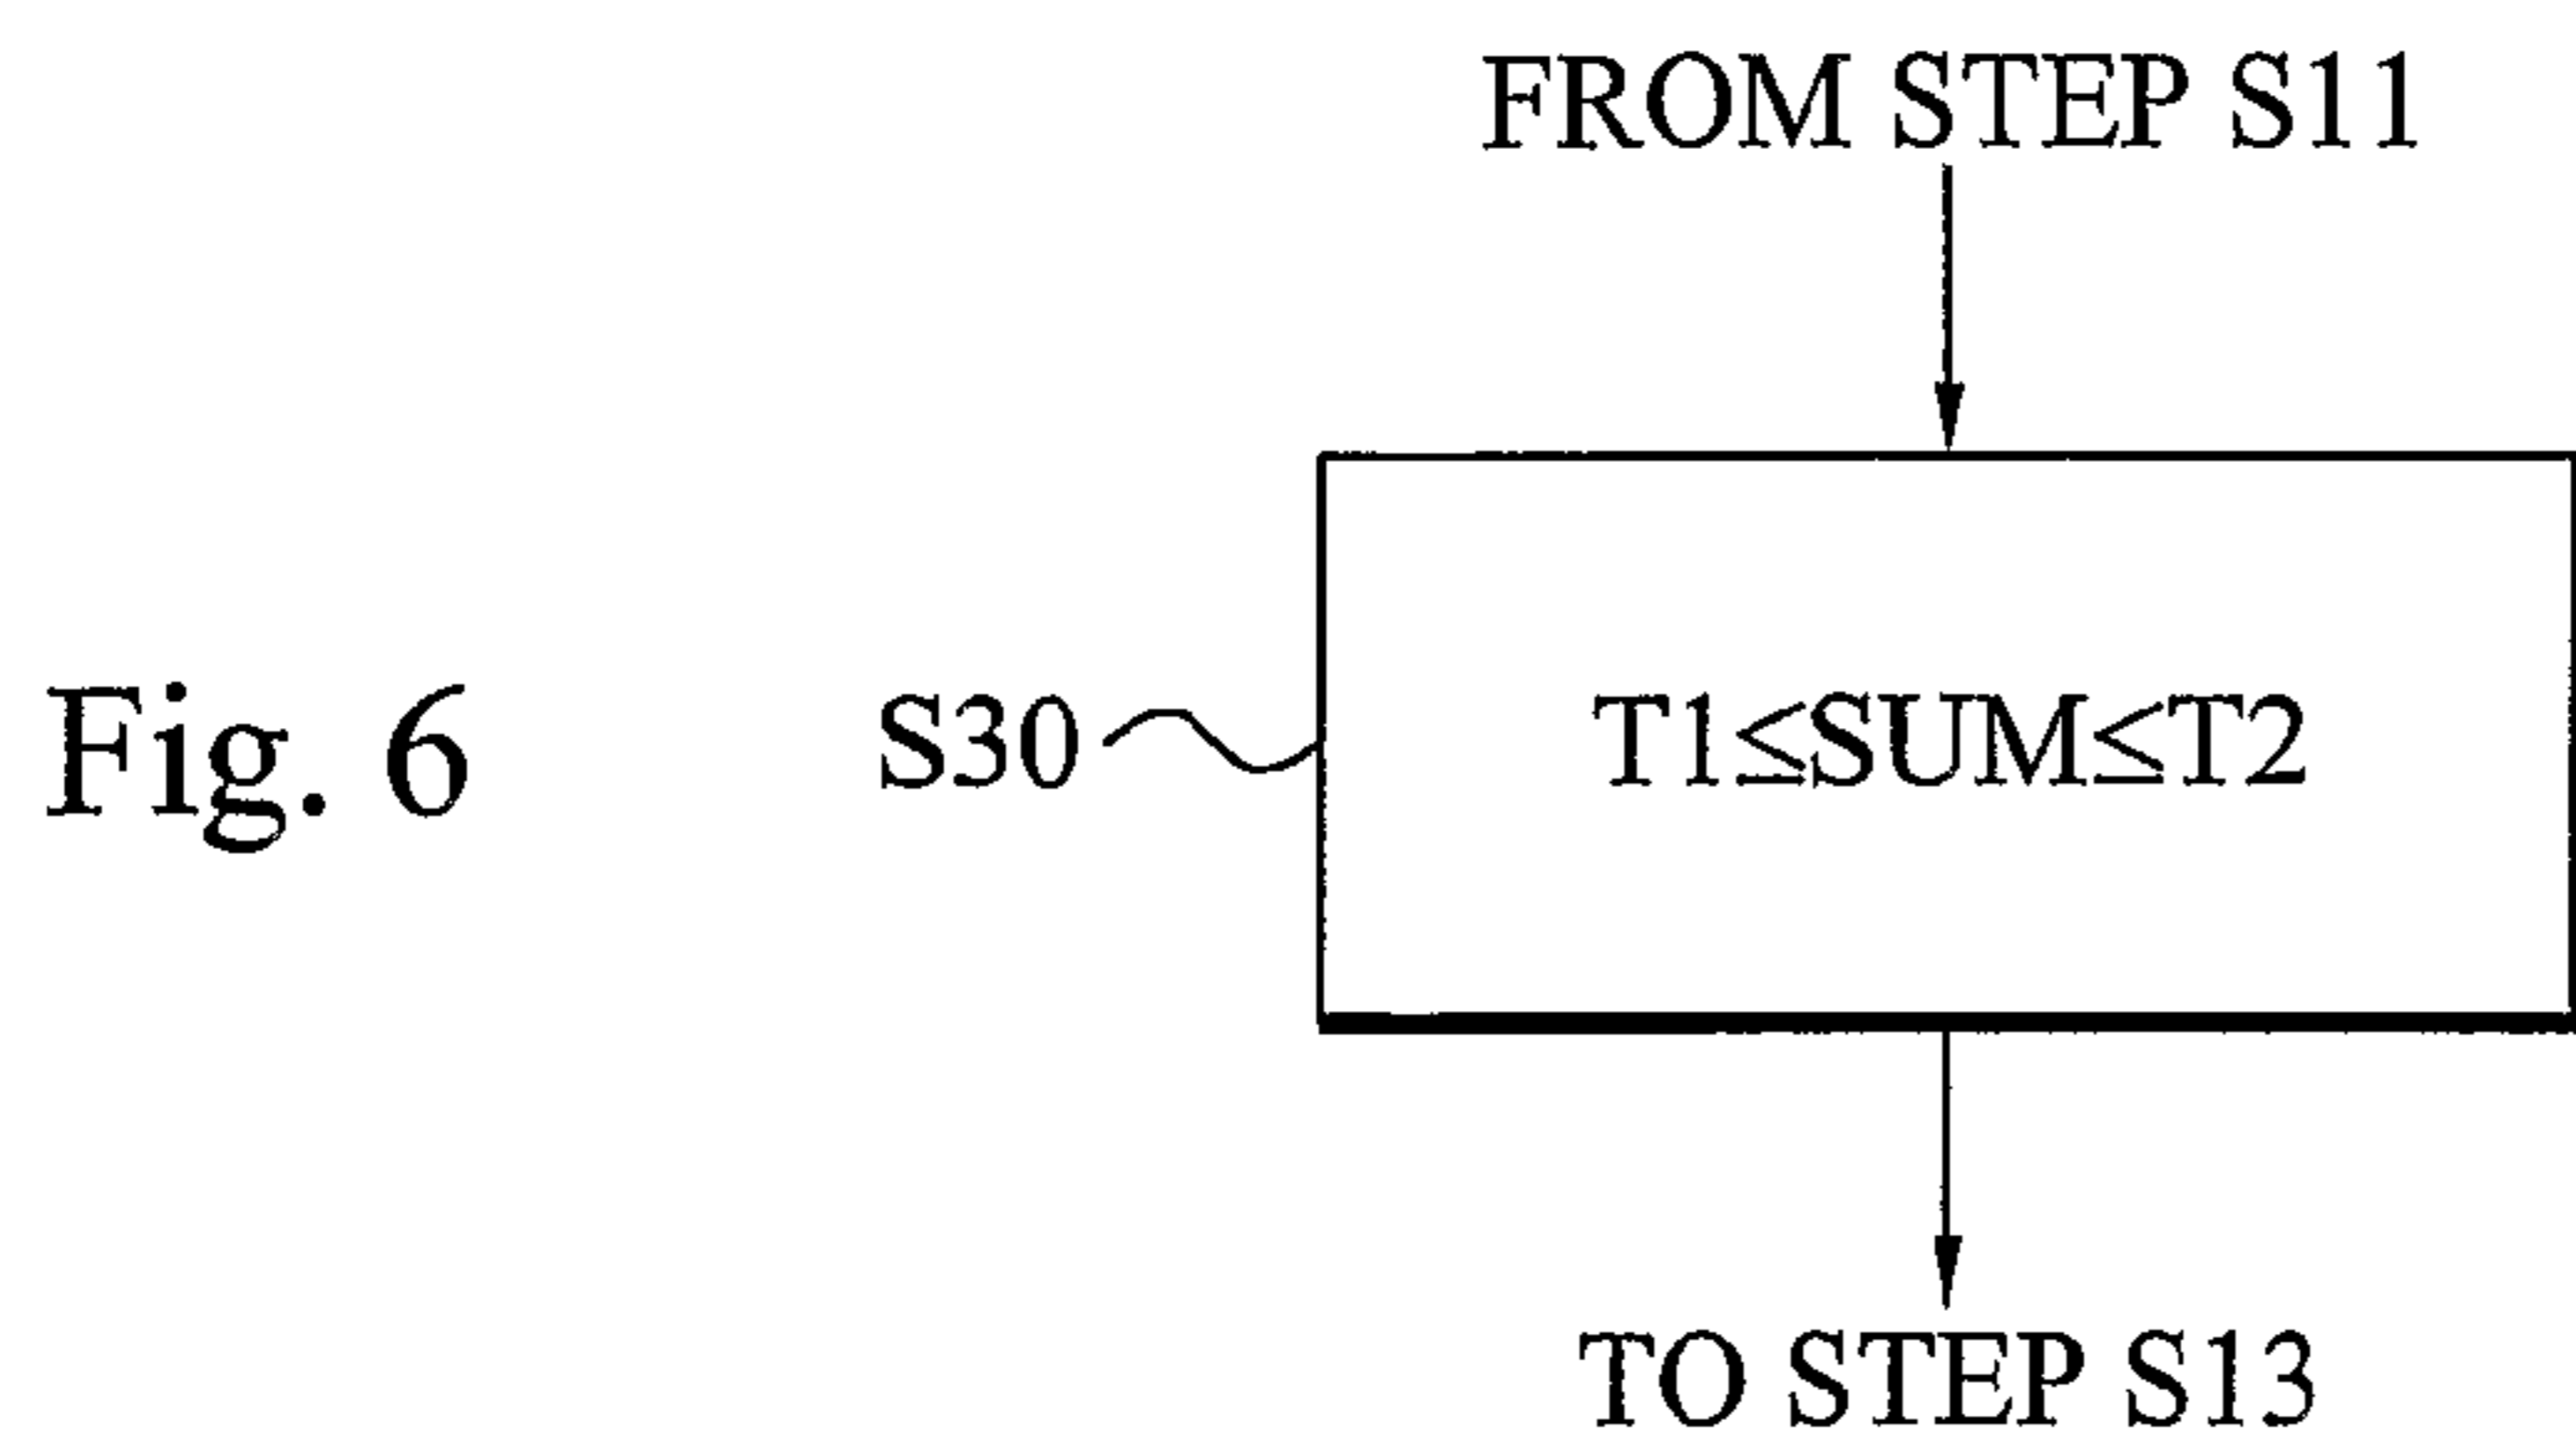 FROM STEP S11
Fig. 6
S30
T1≤SUM≤T2
TO STEP S13